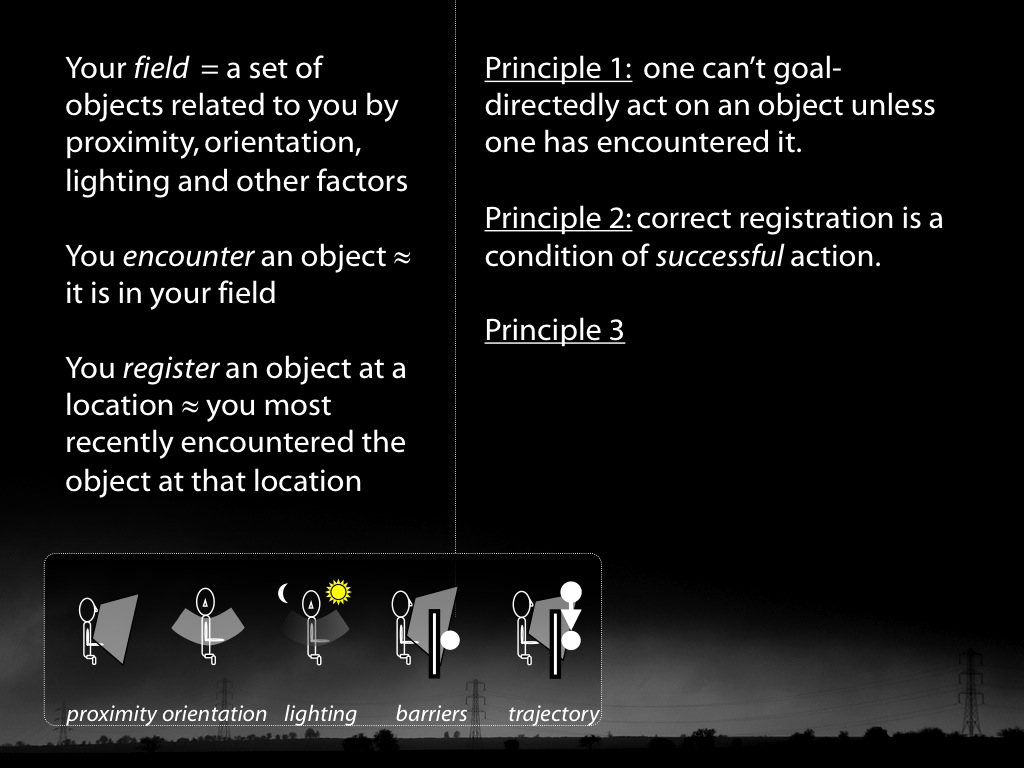 Your field = a set of
objects related to you by
proximity, orientation,
lighting and other factors
You encounter an object ≈
it is in your field
You register an object at a
location ≈ you most
recently encountered the
object at that location
Principle 1: one can't goal-
directedly act on an object unless
one has encountered it.
Principle 2: correct registration is a
condition of successful action.
Principle 3
proximity orientation lighting barriers trajectory